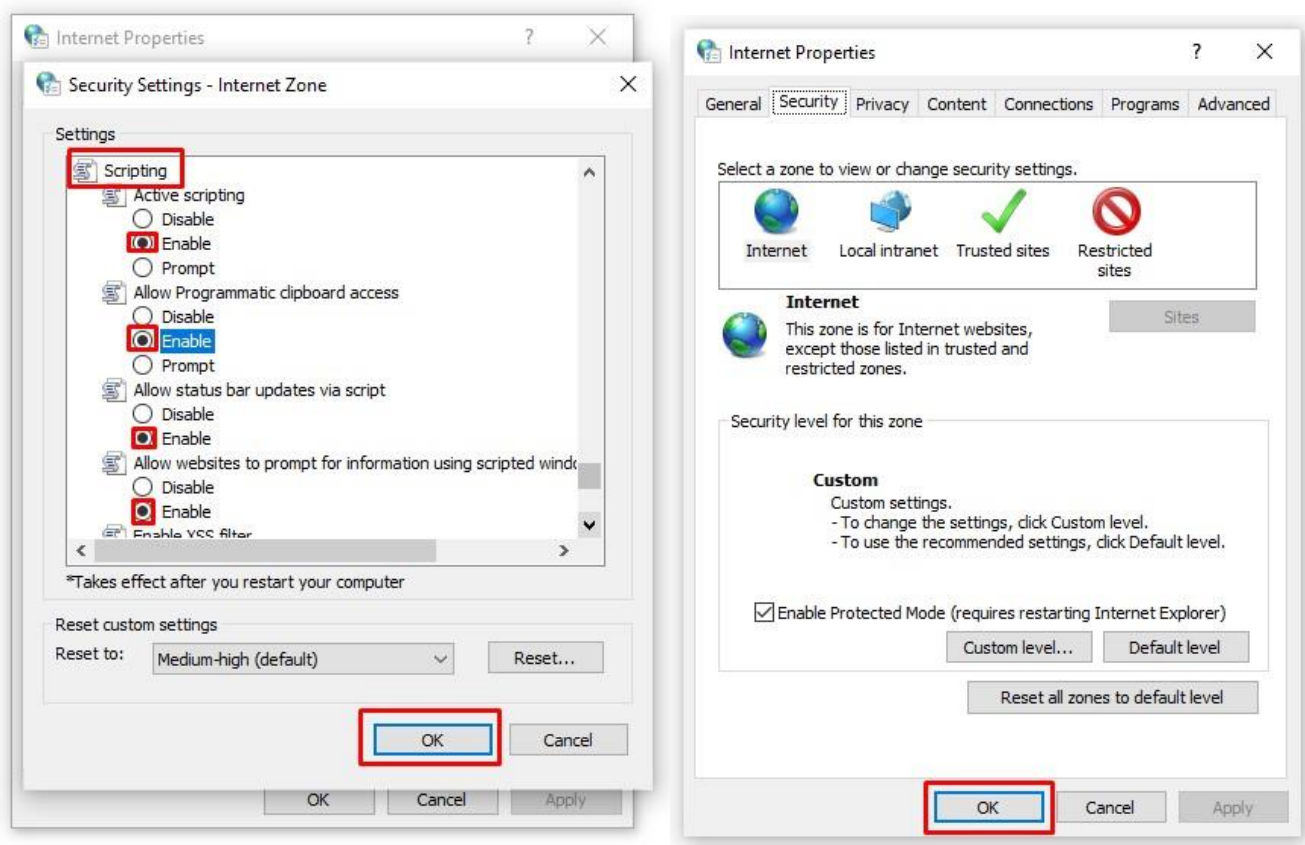 Internet Properties
?
Security Settings - Internet Zone
Settings
Scripting
Active scripting
Disable
Enable
Prompt
Allow Programmatic clipboard access
Disable
Enable
Prompt
Allow status bar updates via script
Disable
Enable
Allow websites to prompt for information using scripted
Disable
Enable
Enable XSS filter
*Takes effect after you restart your computer
Reset custom settings
Reset to:
Medium-high (default)
Reset...
OK
Cancel
OK
Cancel
Apply
Internet Properties
?
General Security Privacy Content Connections Programs Advanced
Select a zone to view or change security settings.
Internet
Local intranet
Trusted sites
Restricted
sites
Internet
This zone is for Internet websites,
except those listed in trusted and
restricted zones.
Sites
Security level for this zone
Custom
Custom settings.
- To change the settings, click Custom level.
- To use the recommended settings, click Default level.
Enable Protected Mode (requires restarting Internet Explorer)
Custom level...
Default level
Reset all zones to default level
OK
Cancel
Apply